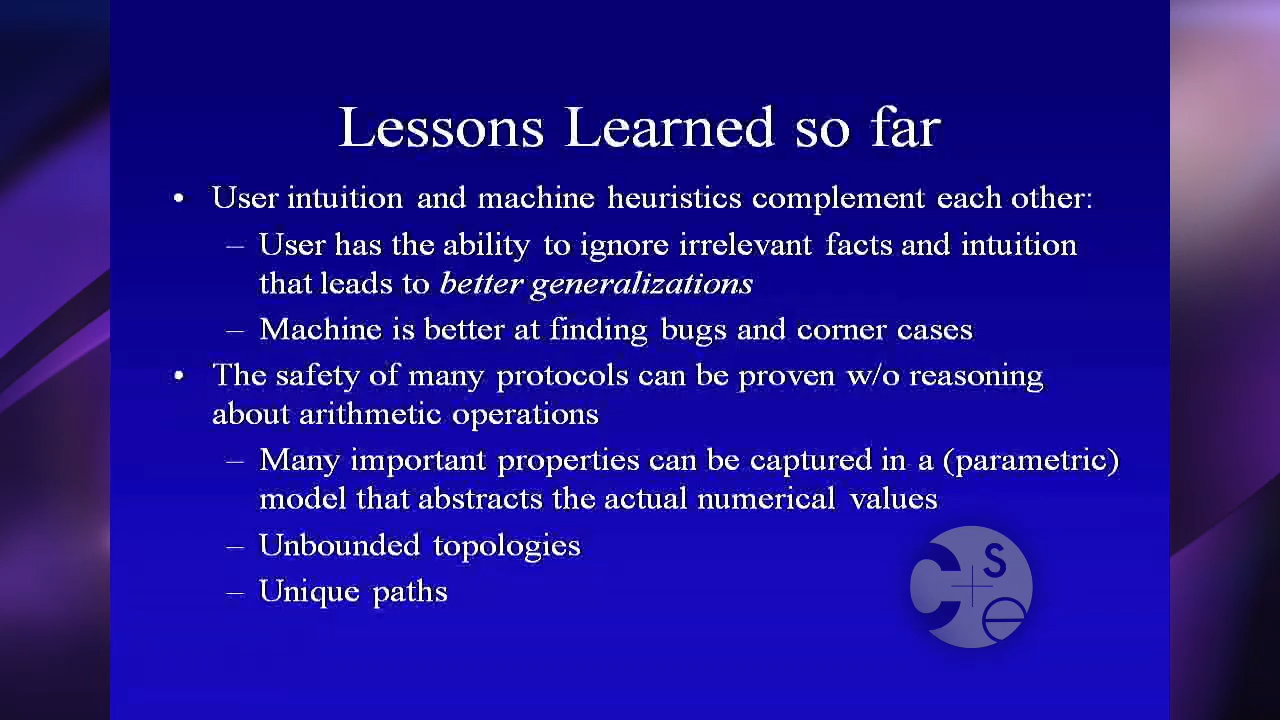 Lessons Learned so far
• User intuition and machine heuristics complement each other:
– User has the ability to ignore irrelevant facts and intuition
that leads to better generalizations
– Machine is better at finding bugs and corner cases
• The safety of many protocols can be proven w/o reasoning
about arithmetic operations
– Many important properties can be captured in a (parametric)
model that abstracts the actual numerical values
– Unbounded topologies
– Unique paths
C s e